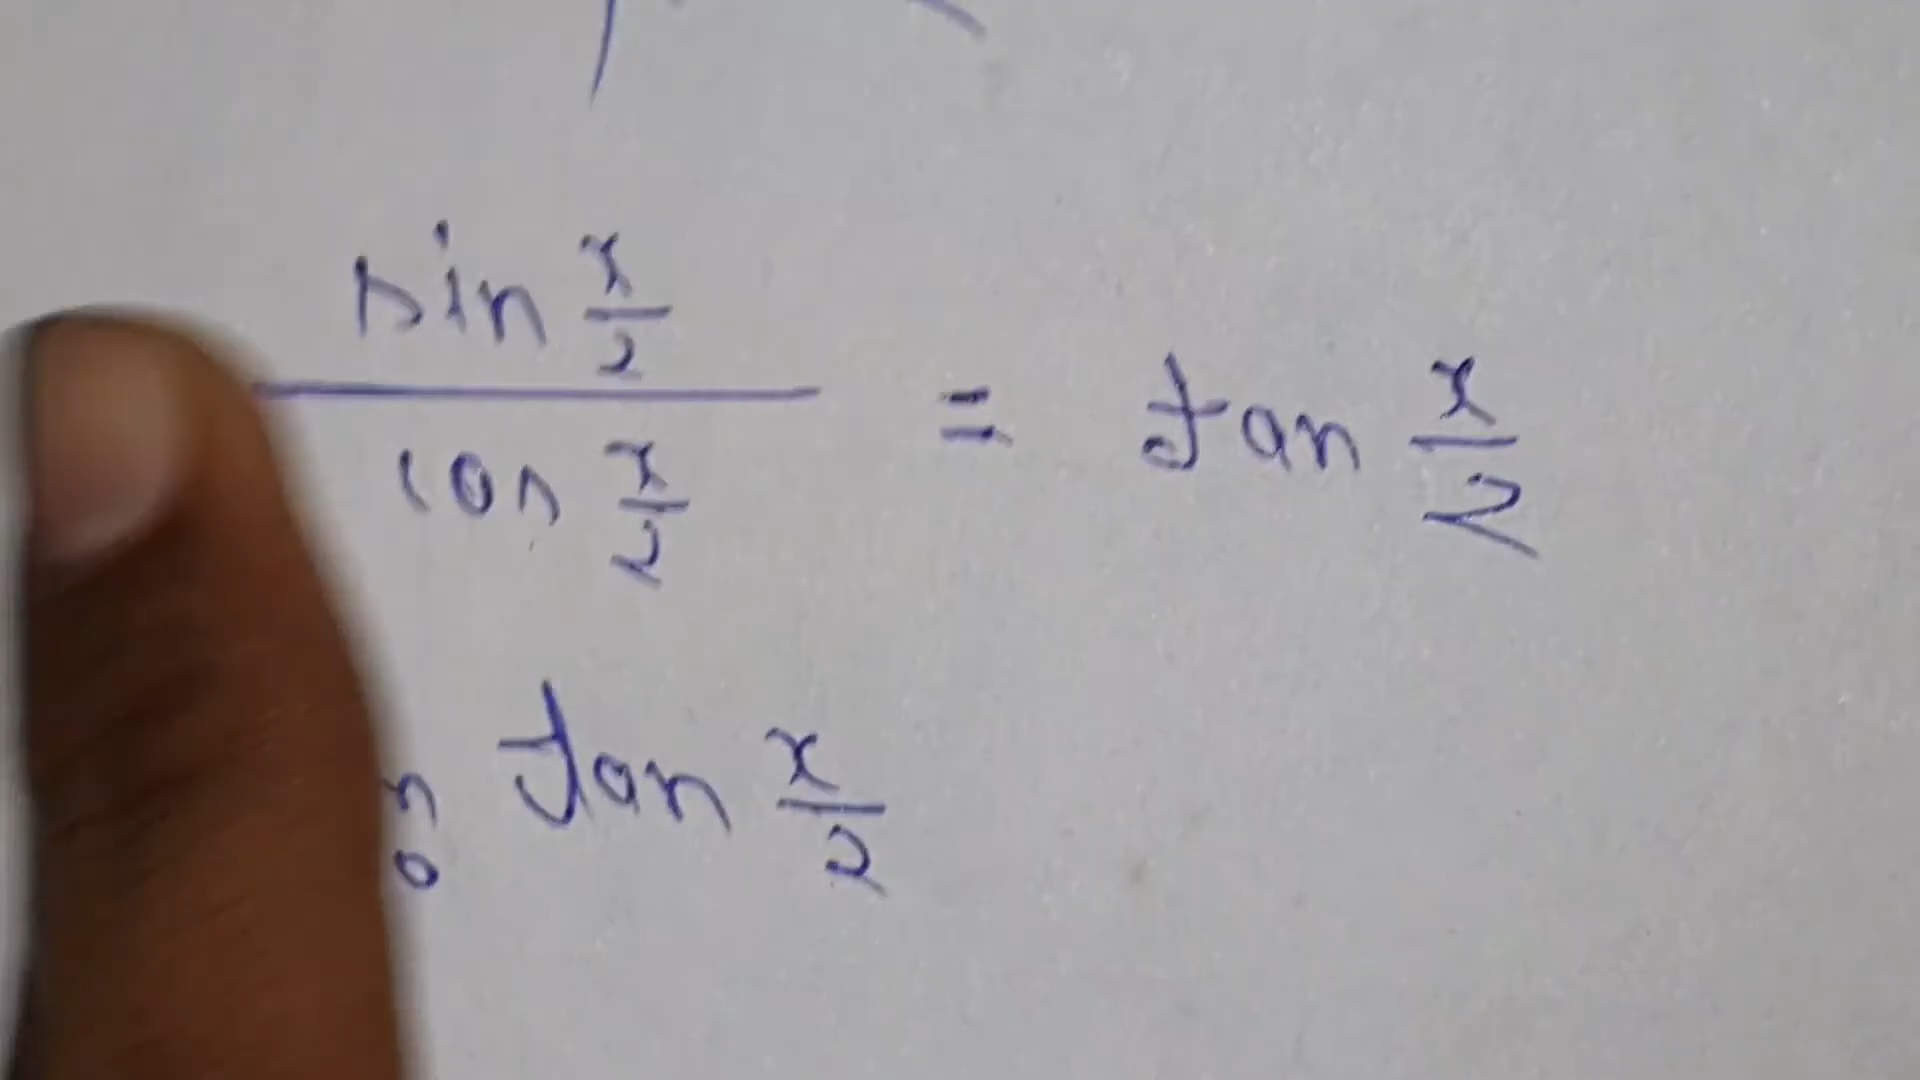 sin x/2 / cos x/2 = tan x/2
tan x/2